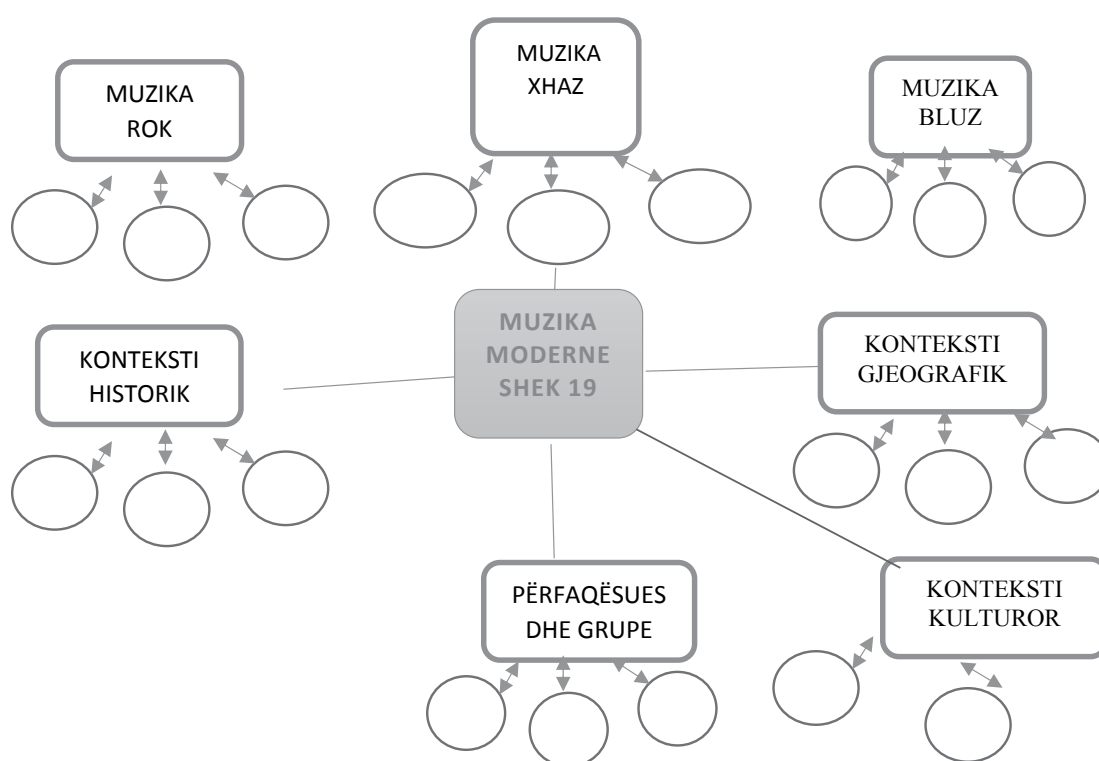 MUZIKA
ROK
MUZIKA
XHAZ
MUZIKA
BLUZ
MUZIKA
MODERNE
SHEK 19
KONTEKSTI
HISTORIK
KONTEKSTI
GJEOGRAFIK
PËRFAQËSUES
DHE GRUPE
KONTEKSTI
KULTUROR